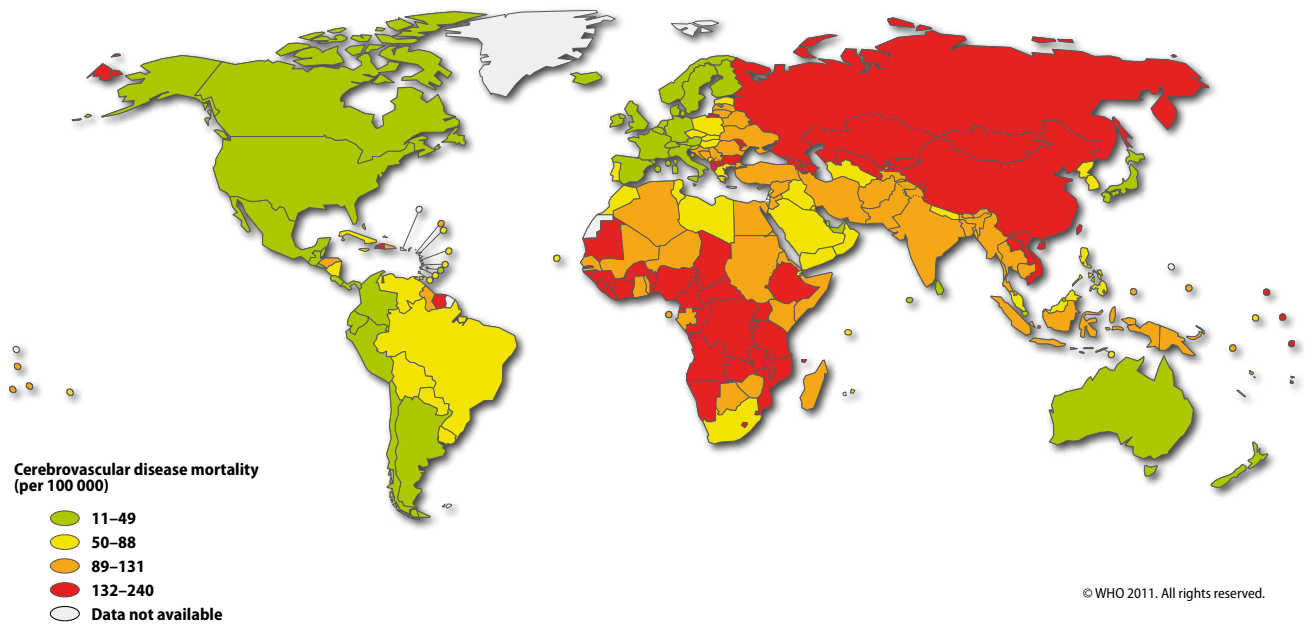 Cerebrovascular disease mortality
(per 100 000)
11–49
50–88
89–131
132–240
Data not available
© WHO 2011. All rights reserved.